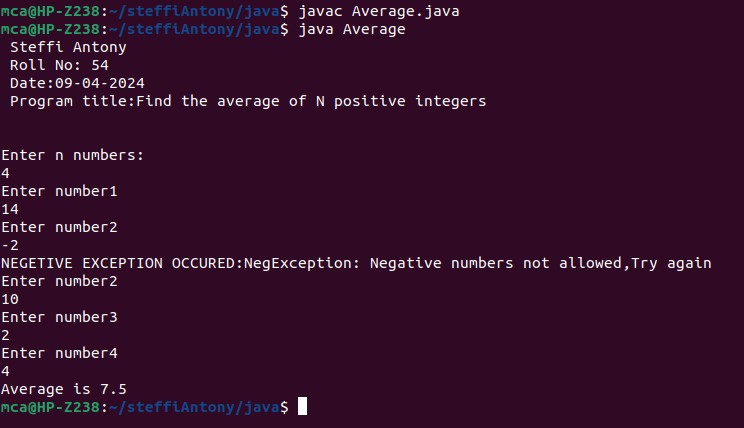 mca@HP-Z238:~/steffiAntony/java$ javac Average.java
mca@HP-Z238:~/steffiAntony/java$ java Average
Steffi Antony
Roll No: 54
Date:09-04-2024
Program title:Find the average of N positive integers
Enter n numbers:
4
Enter number1
14
Enter number2
-2
NEGETIVE EXCEPTION OCCURED:NegException: Negative numbers not allowed,Try again
Enter number2
10
Enter number3
2
Enter number4
4
Average is 7.5
mca@HP-Z238:~/steffiAntony/java$